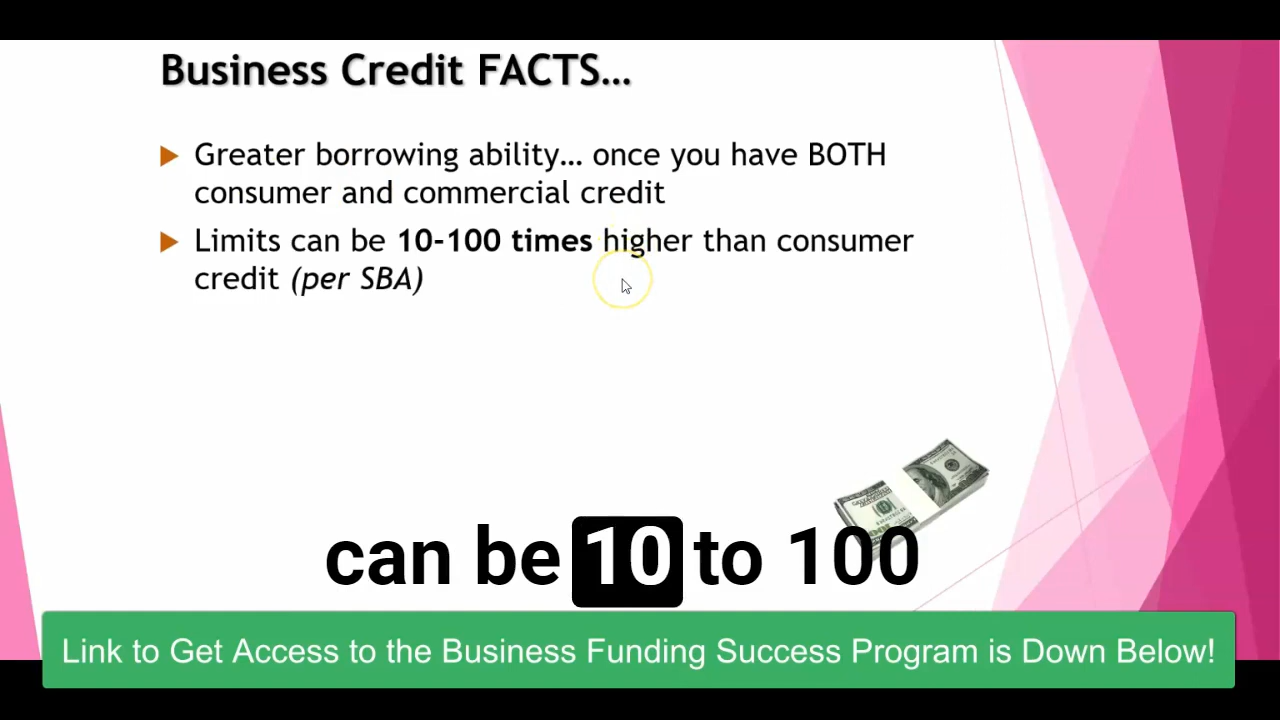 Business Credit FACTS...
Greater borrowing ability... once you have BOTH
consumer and commercial credit
Limits can be 10-100 times higher than consumer
credit (per SBA)
can be 10 to 100
Link to Get Access to the Business Funding Success Program is Down Below!